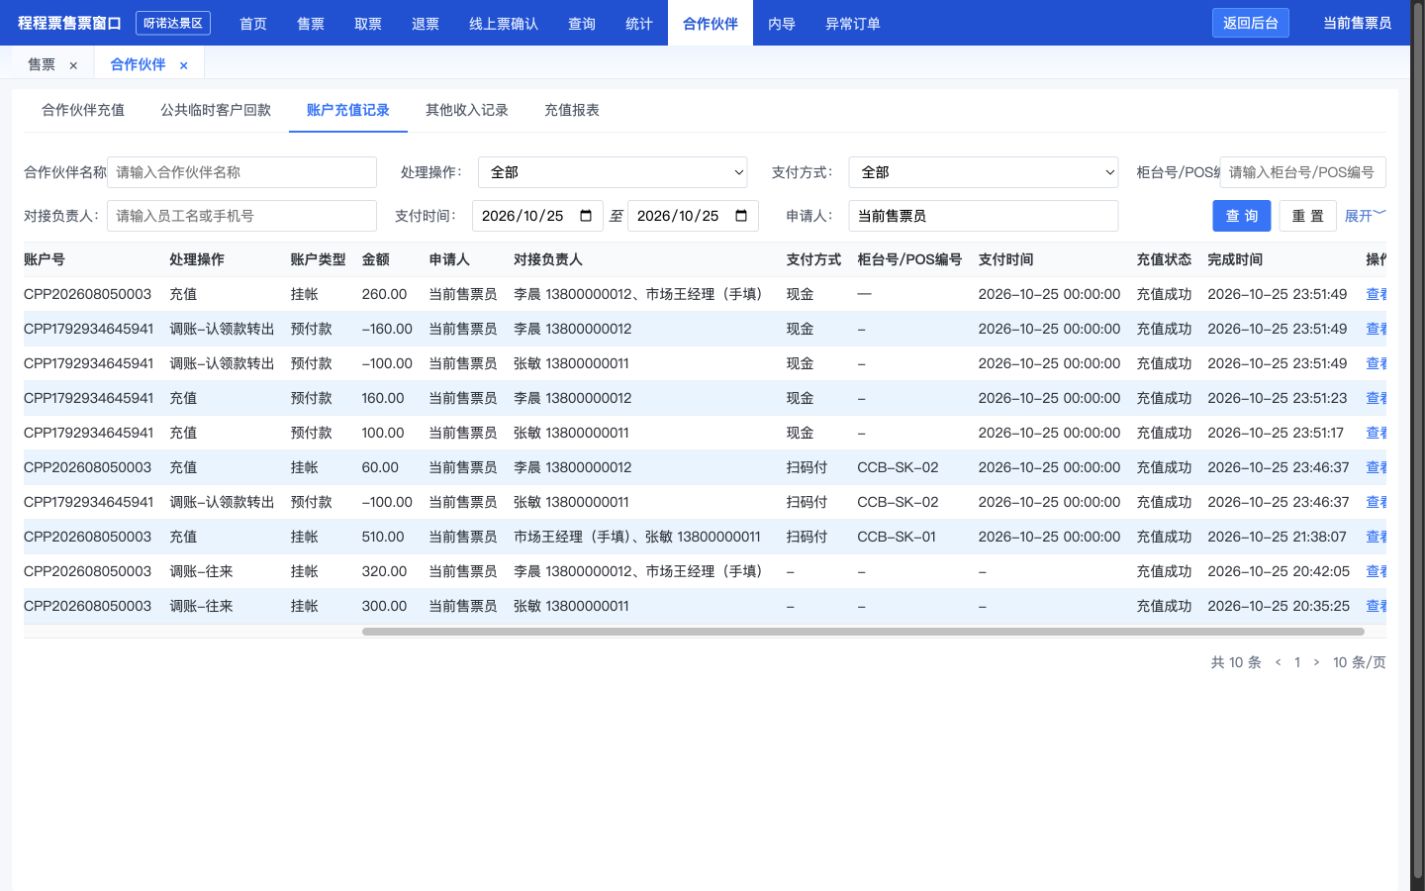 程程票售票窗口 呀诺达景区 首页 售票 取票 退票 线上票确认 查询 统计 合作伙伴 内导 异常订单 返回后台 当前售票员
售票 × 合作伙伴 ×
合作伙伴充值 公共临时客户回款 账户充值记录 其他收入记录 充值报表
合作伙伴名称 请输入合作伙伴名称 处理操作： 全部 支付方式： 全部 柜台号/POS编 请输入柜台号/POS编号
对接负责人： 请输入员工名或手机号 支付时间： 2026/10/25 至 2026/10/25 申请人： 当前售票员 查 询 重 置 展开
账户号 处理操作 账户类型 金额 申请人 对接负责人 支付方式 柜台号/POS编号 支付时间 充值状态 完成时间 操作
CPP202608050003 充值 挂帐 260.00 当前售票员 李晨 13800000012、市场王经理（手填） 现金 — 2026-10-25 00:00:00 充值成功 2026-10-25 23:51:49 查看
CPP1792934645941 调账-认领款转出 预付款 -160.00 当前售票员 李晨 13800000012 现金 - 2026-10-25 00:00:00 充值成功 2026-10-25 23:51:49 查看
CPP1792934645941 调账-认领款转出 预付款 -100.00 当前售票员 张敏 13800000011 现金 - 2026-10-25 00:00:00 充值成功 2026-10-25 23:51:49 查看
CPP1792934645941 充值 预付款 160.00 当前售票员 李晨 13800000012 现金 - 2026-10-25 00:00:00 充值成功 2026-10-25 23:51:23 查看
CPP1792934645941 充值 预付款 100.00 当前售票员 张敏 13800000011 现金 - 2026-10-25 00:00:00 充值成功 2026-10-25 23:51:17 查看
CPP202608050003 充值 挂帐 60.00 当前售票员 李晨 13800000012 扫码付 CCB-SK-02 2026-10-25 00:00:00 充值成功 2026-10-25 23:46:37 查看
CPP1792934645941 调账-认领款转出 预付款 -100.00 当前售票员 张敏 13800000011 扫码付 CCB-SK-02 2026-10-25 00:00:00 充值成功 2026-10-25 23:46:37 查看
CPP202608050003 充值 挂帐 510.00 当前售票员 市场王经理（手填）、张敏 13800000011 扫码付 CCB-SK-01 2026-10-25 00:00:00 充值成功 2026-10-25 21:38:07 查看
CPP202608050003 调账-往来 挂帐 320.00 当前售票员 李晨 13800000012、市场王经理（手填） - - - 充值成功 2026-10-25 20:42:05 查看
CPP202608050003 调账-往来 挂帐 300.00 当前售票员 张敏 13800000011 - - - 充值成功 2026-10-25 20:35:25 查看
共 10 条 ‹ 1 › 10 条/页